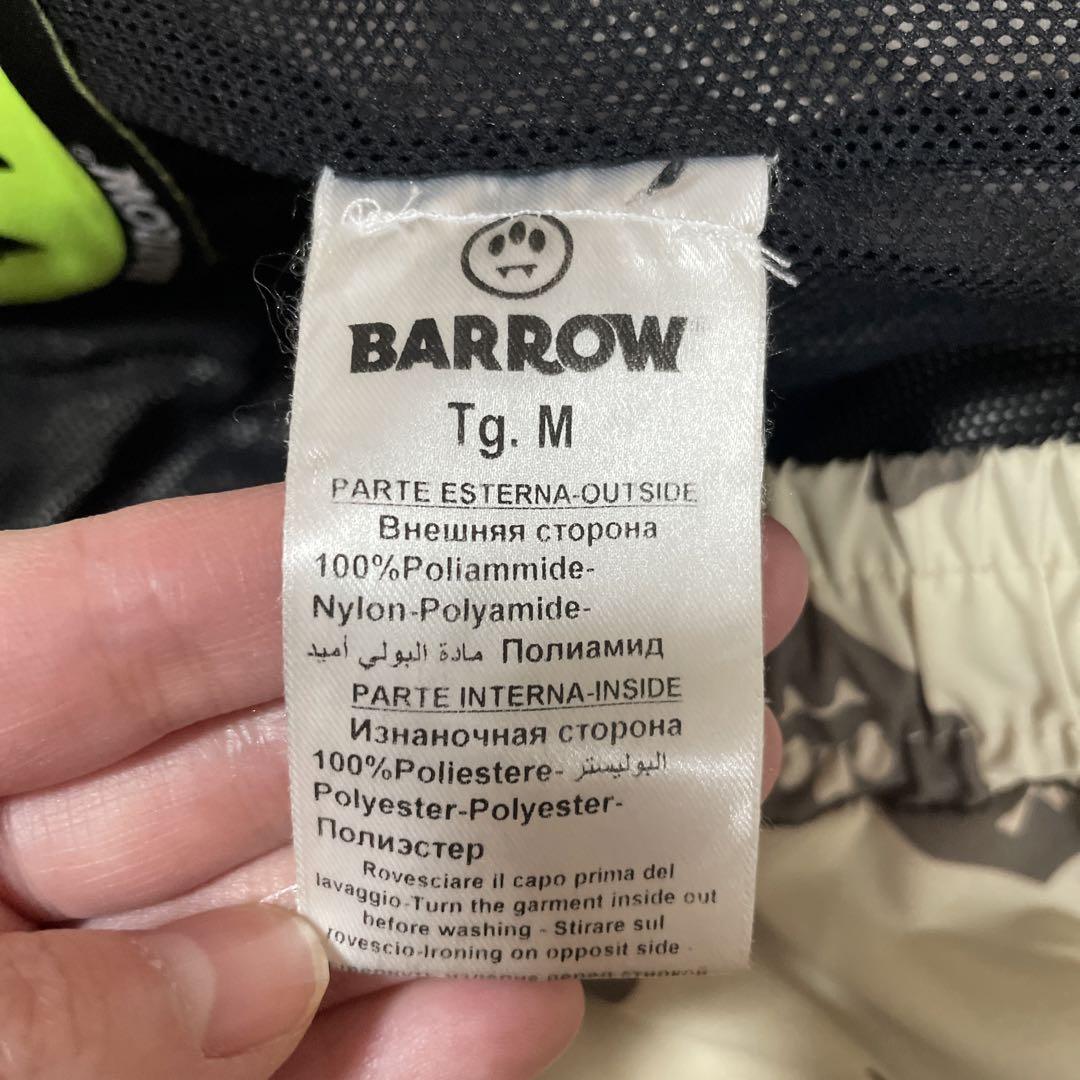 BARROW
Tg. M
PARTE ESTERNA-OUTSIDE
Внешняя сторона
100%Poliammide-
Nylon-Polyamide-
مادة البولي أميد Полиамид
PARTE INTERNA-INSIDE
Изнаночная сторона
100%Poliestere- البوليستر
Polyester-Polyester-
Полиэстер
Rovesciare il capo prima del
lavaggio-Turn the garment inside out
before washing - Stirare sul
rovescio-Ironing on opposit side -